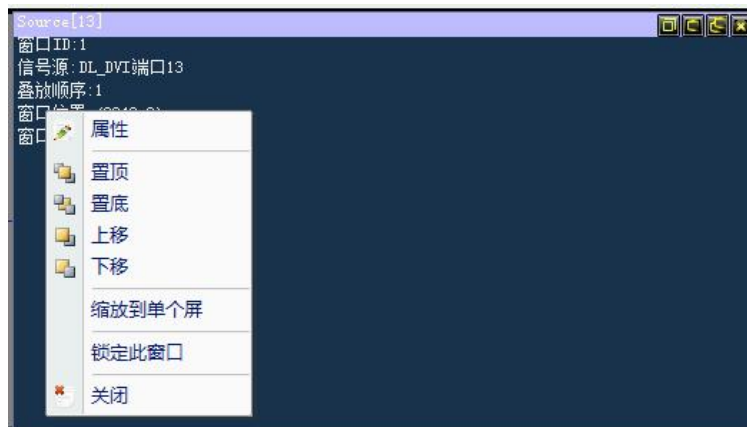 Source[13]
窗口ID:1
信号源:DL_DVI端口13
叠放顺序:1
窗口
窗口
属性
置顶
置底
上移
下移
缩放到单个屏
锁定此窗口
关闭